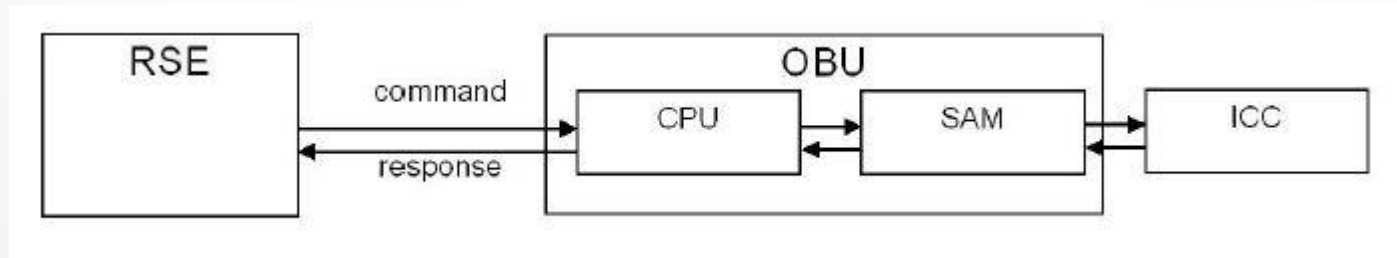 RSE
OBU
command
CPU
SAM
ICC
response